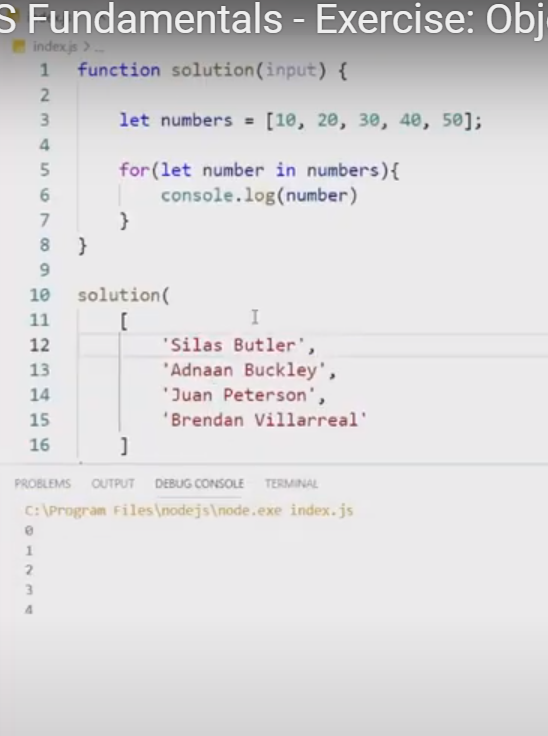 S Fundamentals - Exercise: Obj
index.js > ...
1 function solution(input) {
2
3 let numbers = [10, 20, 30, 40, 50];
4
5 for(let number in numbers){
6 console.log(number)
7 }
8 }
9
10 solution(
11 [
12 'Silas Butler',
13 'Adnaan Buckley',
14 'Juan Peterson',
15 'Brendan Villarreal'
16 ]
PROBLEMS OUTPUT DEBUG CONSOLE TERMINAL
C:\Program Files\nodejs\node.exe index.js
0
1
2
3
4